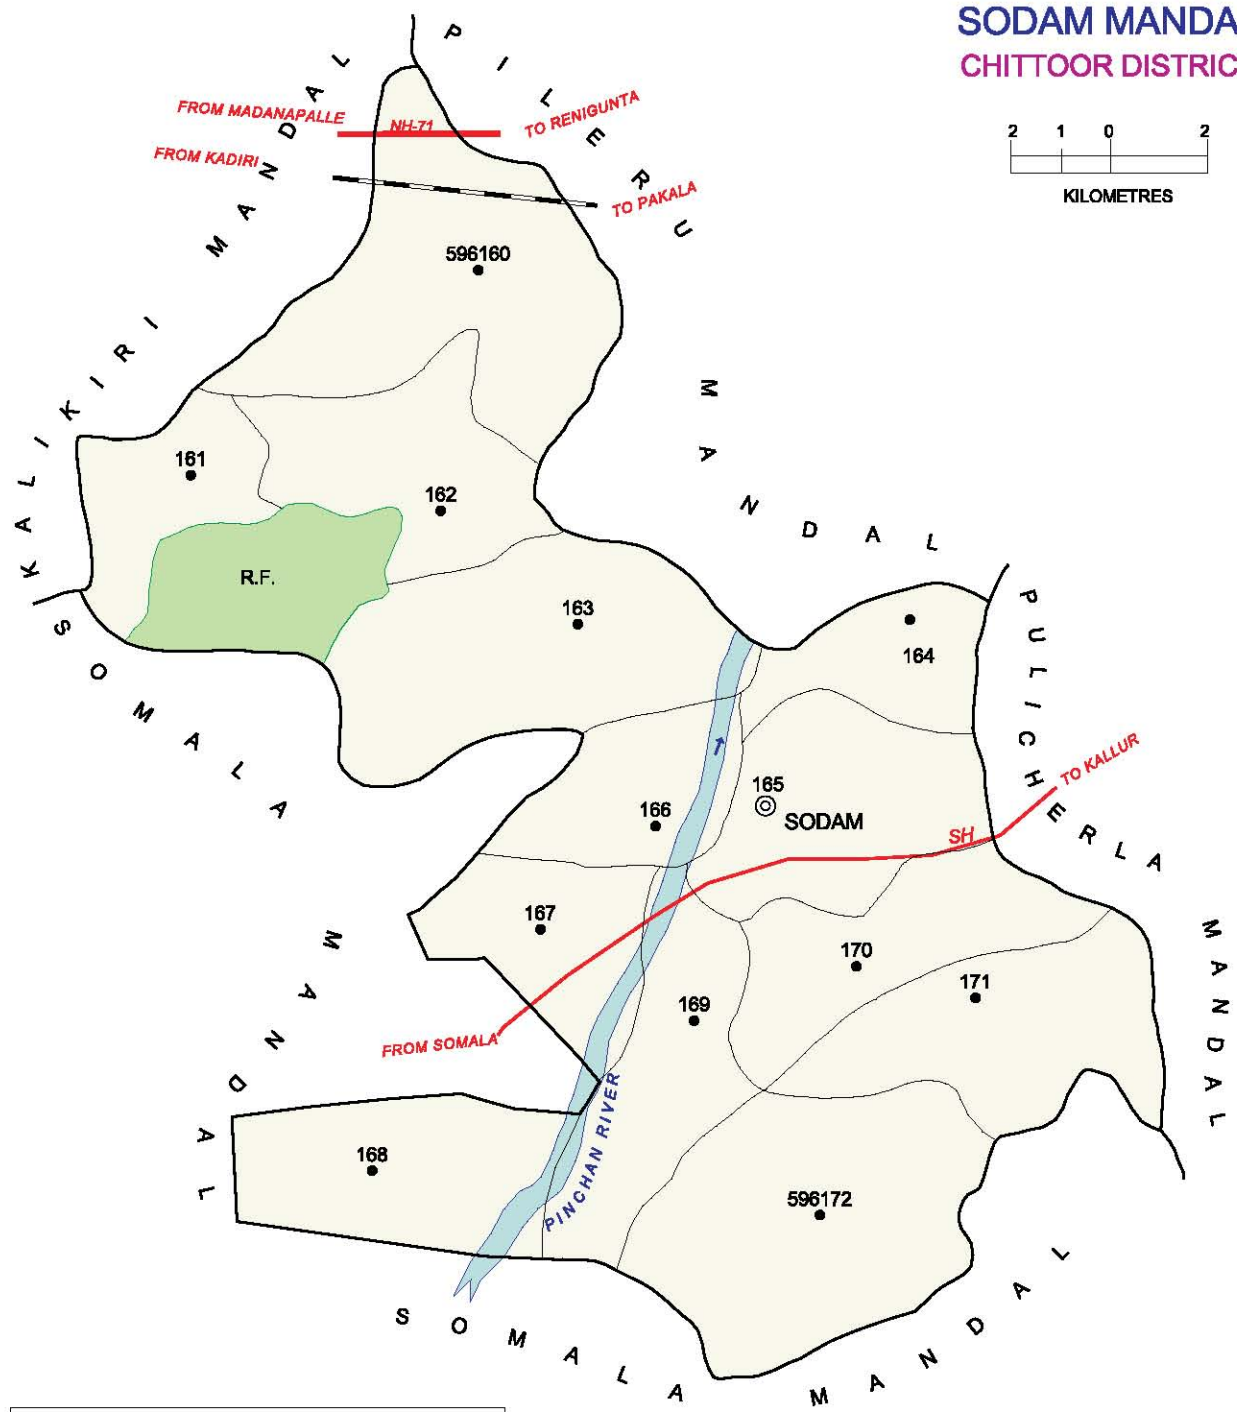 SODAM MANDA
CHITTOOR DISTRIC
2 1 0 2
KILOMETRES
PILERU MANDAL
KALIKIRI MANDAL
FROM MADANAPALLE
NH-71
TO RENIGUNTA
FROM KADIRI
TO PAKALA
596160
161
162
R.F.
163
164
SOMALA MANDAL
PULICHERLA MANDAL
TO KALLUR
165
SODAM
166
SH
167
170
171
169
FROM SOMALA
PINCHAN RIVER
168
596172
SOMALA MANDAL